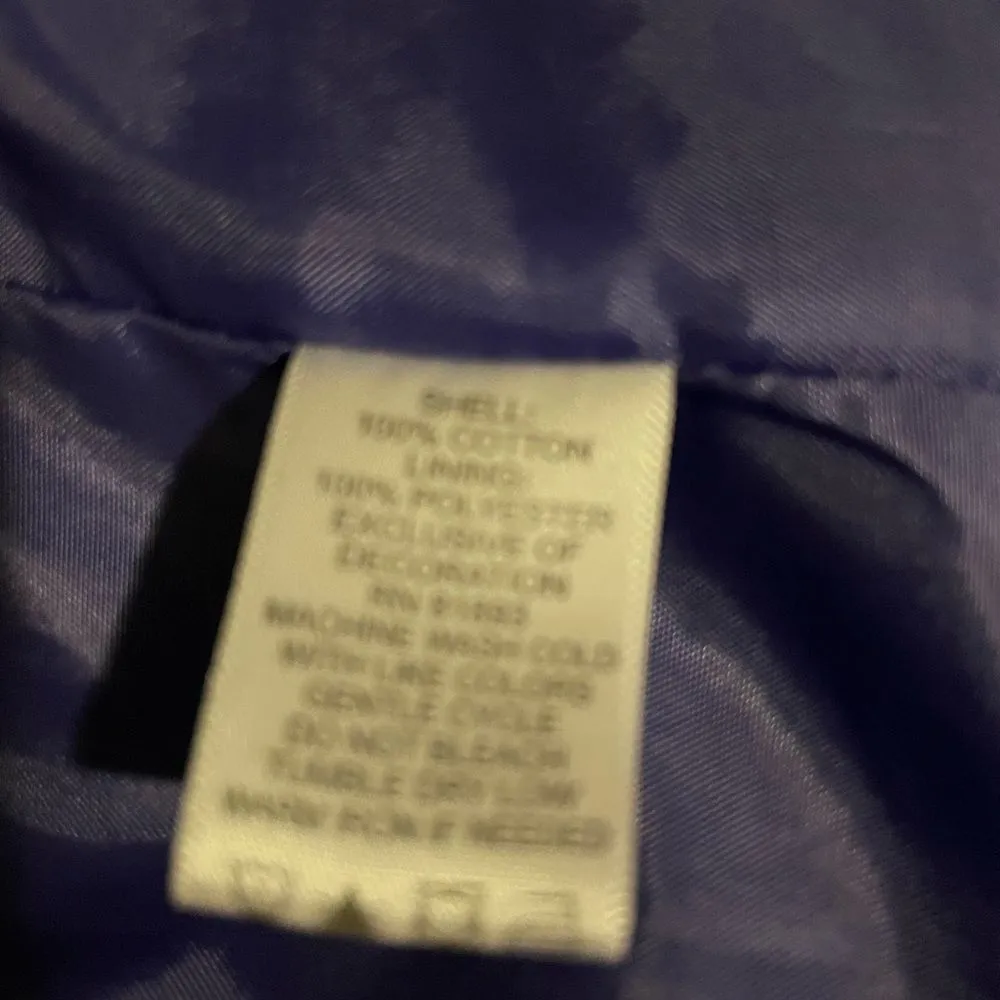 SHELL:
100% COTTON
LINING:
100% POLYESTER
EXCLUSIVE OF
DECORATION
RN
MACHINE WASH COLD
WITH LIKE COLORS
GENTLE CYCLE
DO NOT BLEACH
TUMBLE DRY LOW
WARM IRON IF NEEDED